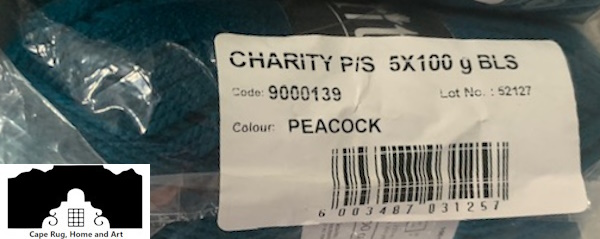 CHARITY P/S 5X100 g BLS
Code: 9000139
Lot No. : 52127
Colour: PEACOCK
6 003487 031257
Cape Rug, Home and Art